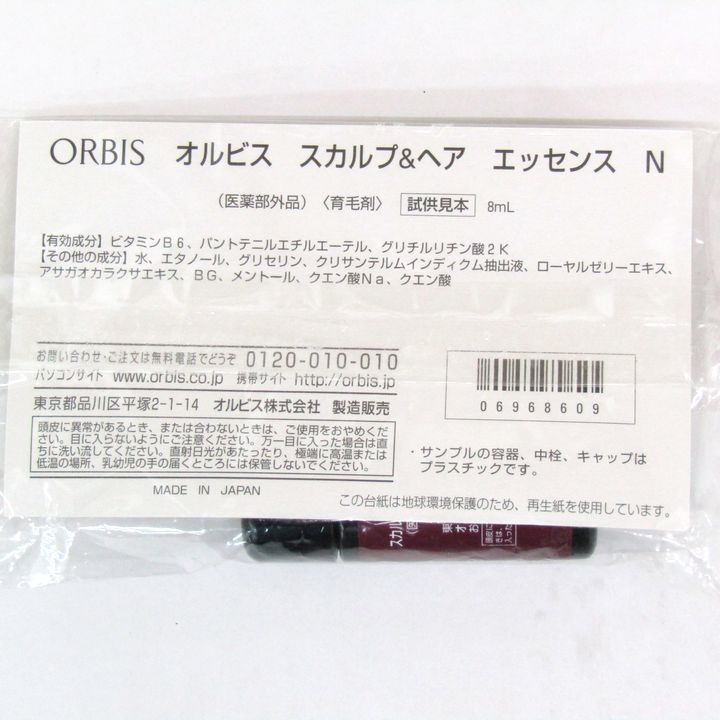 ORBIS オルビス スカルプ&ヘア エッセンス N
（医薬部外品）〈育毛剤〉 試供見本 8mL
【有効成分】ビタミンＢ６、パントテニルエチルエーテル、グリチルリチン酸２Ｋ
【その他の成分】水、エタノール、グリセリン、クリサンテルムインディクム抽出液、ローヤルゼリーエキス、
アサガオカラクサエキス、ＢＧ、メントール、クエン酸Ｎａ、クエン酸
お問い合わせ・ご注文は無料電話でどうぞ 0120-010-010
パソコンサイト www.orbis.co.jp 携帯サイト http://orbis.jp
東京都品川区平塚2-1-14 オルビス株式会社 製造販売
頭皮に異常があるとき、または合わないときは、ご使用をおやめくだ
さい。目に入らないようにご注意ください。万一目に入った場合は直
ちに洗い流してください。直射日光があたったり、極端に高温または
低温の場所、乳幼児の手の届くところには保管しないでください。
MADE IN JAPAN
06968609
・サンプルの容器、中栓、キャップは
プラスチックです。
この台紙は地球環境保護のため、再生紙を使用しています。
スカル
（医
東
オ
お
頭皮に
きは、
入った